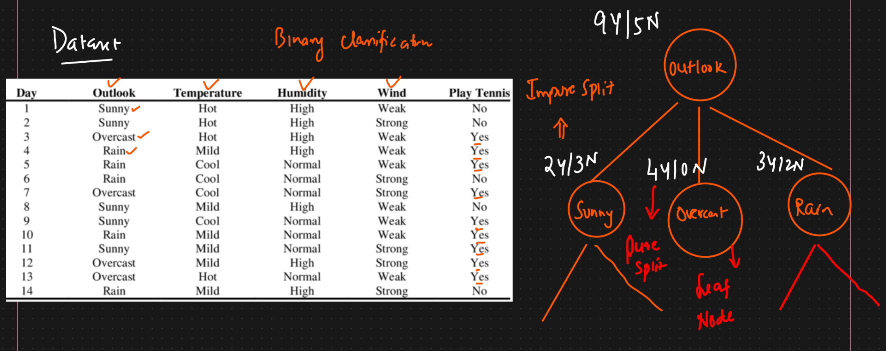 Dataset
Binary Classification
Day Outlook Temperature Humidity Wind Play Tennis
1 Sunny Hot High Weak No
2 Sunny Hot High Strong No
3 Overcast Hot High Weak Yes
4 Rain Mild High Weak Yes
5 Rain Cool Normal Weak Yes
6 Rain Cool Normal Strong No
7 Overcast Cool Normal Strong Yes
8 Sunny Mild High Weak No
9 Sunny Cool Normal Weak Yes
10 Rain Mild Normal Weak Yes
11 Sunny Mild Normal Strong Yes
12 Overcast Mild High Strong Yes
13 Overcast Hot Normal Weak Yes
14 Rain Mild High Strong No
9Y/5N
Outlook
Impure Split
2Y/3N
4Y/0N
3Y/2N
Sunny
Overcast
Rain
Pure
Split
Leaf
Node